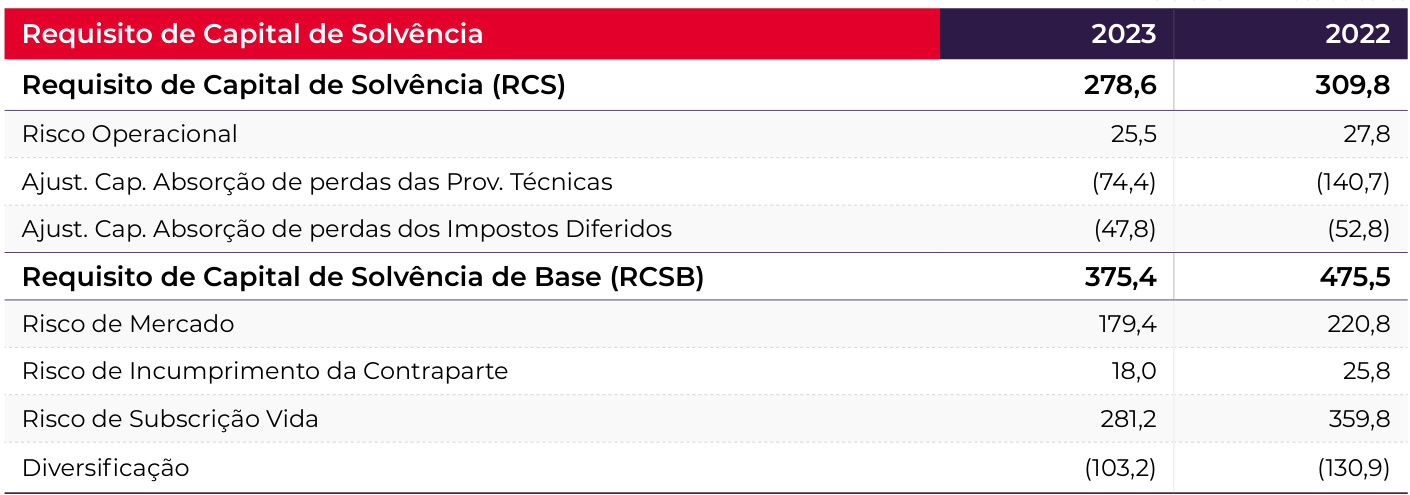 Requisito de Capital de Solvência 2023 2022
Requisito de Capital de Solvência (RCS) 278,6 309,8
Risco Operacional 25,5 27,8
Ajust. Cap. Absorção de perdas das Prov. Técnicas (74,4) (140,7)
Ajust. Cap. Absorção de perdas dos Impostos Diferidos (47,8) (52,8)
Requisito de Capital de Solvência de Base (RCSB) 375,4 475,5
Risco de Mercado 179,4 220,8
Risco de Incumprimento da Contraparte 18,0 25,8
Risco de Subscrição Vida 281,2 359,8
Diversificação (103,2) (130,9)